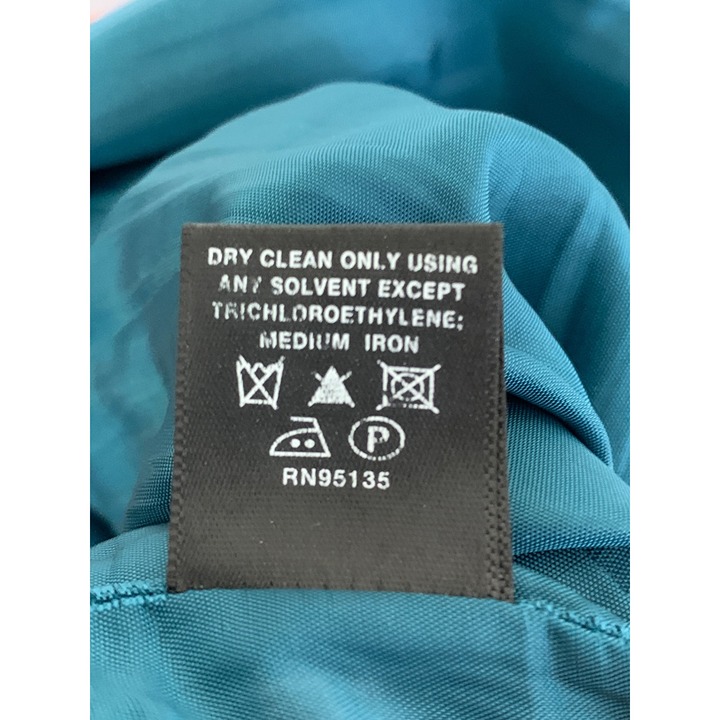 DRY CLEAN ONLY USING
ANY SOLVENT EXCEPT
TRICHLOROETHYLENE;
MEDIUM IRON
P
RN95135